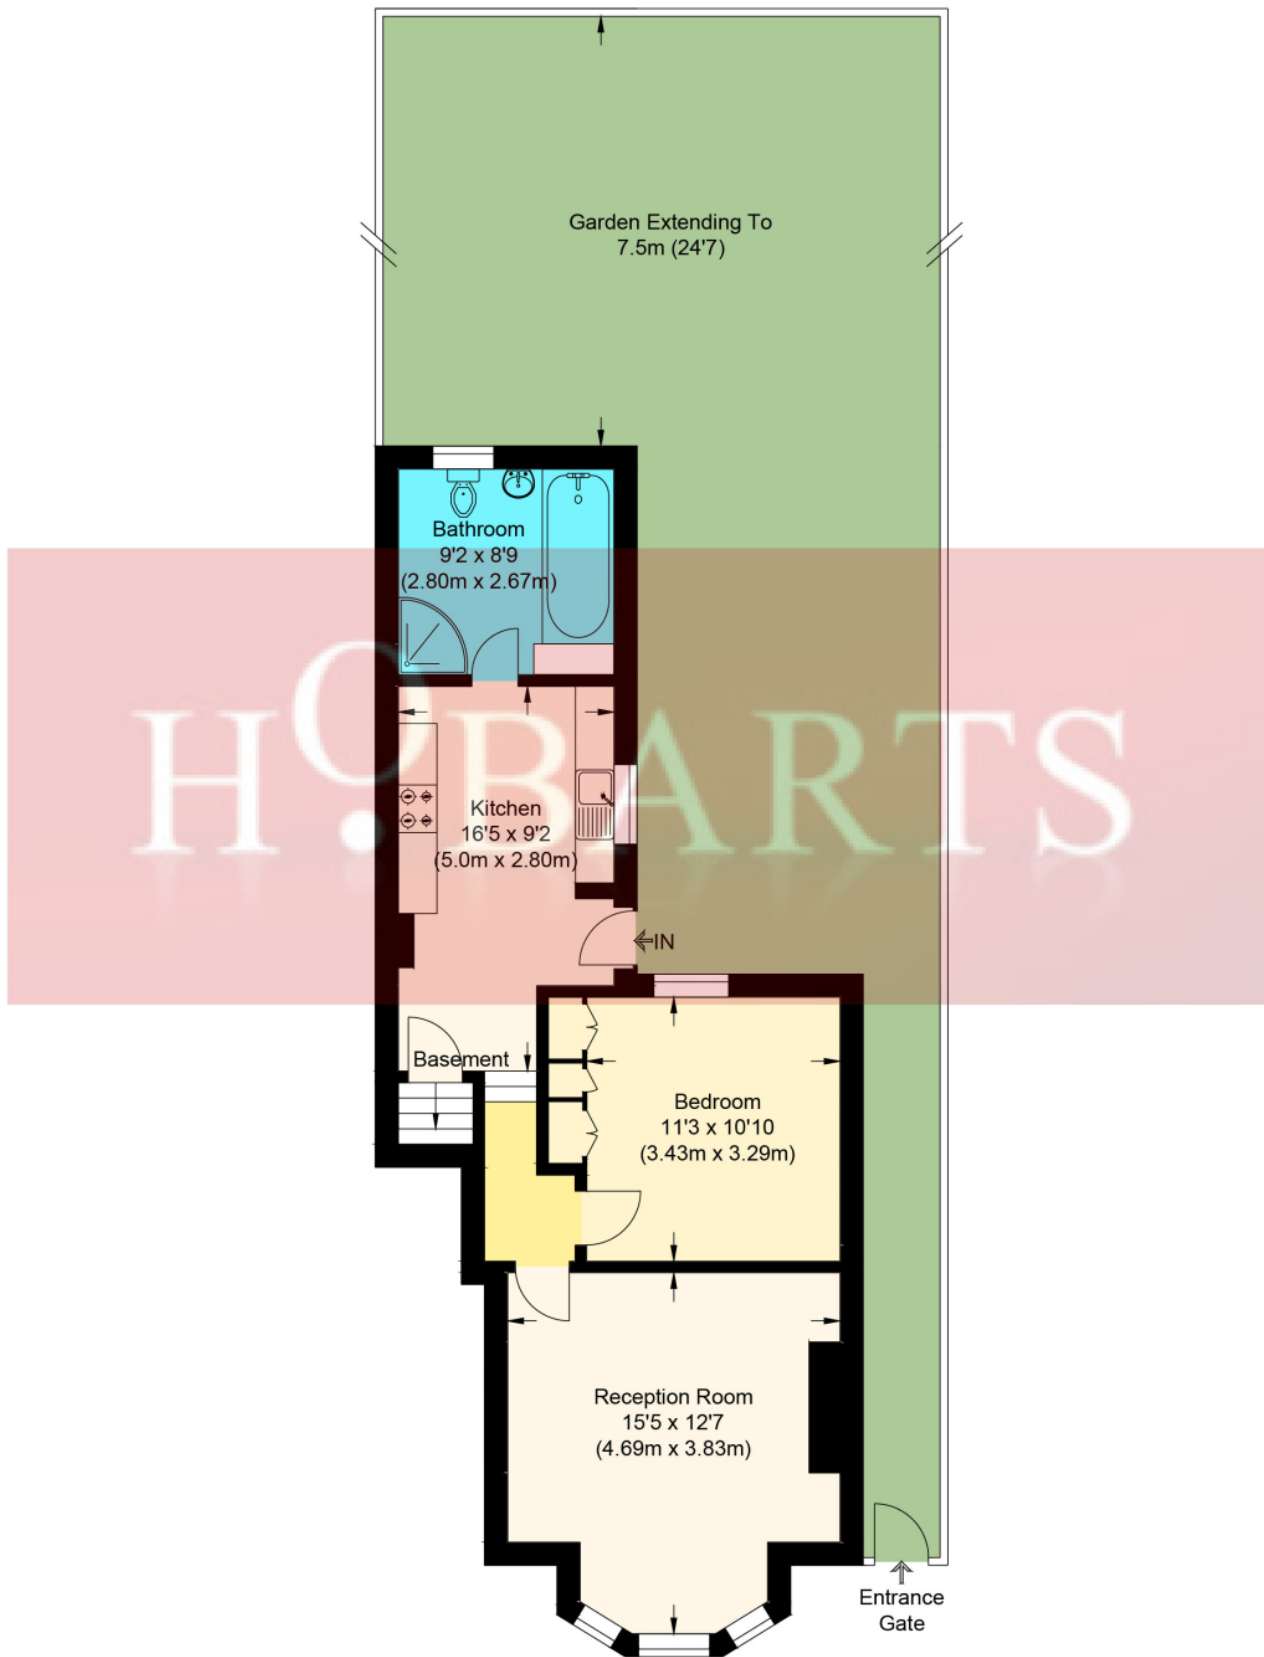 Garden Extending To
7.5m (24'7)
Bathroom
9'2 x 8'9
(2.80m x 2.67m)
HOBARTS
Kitchen
16'5 x 9'2
(5.0m x 2.80m)
IN
Basement
Bedroom
11'3 x 10'10
(3.43m x 3.29m)
Reception Room
15'5 x 12'7
(4.69m x 3.83m)
Entrance
Gate